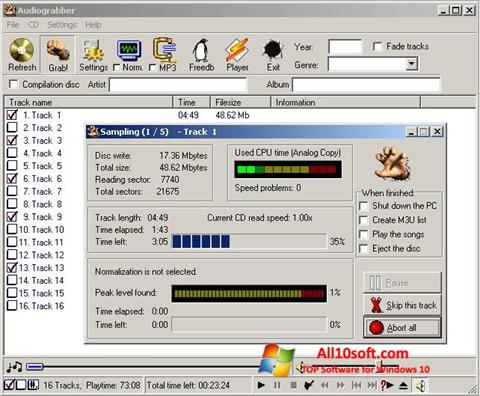 Audiograbber
File CD Settings Help
Refresh Grab! Settings Norm. MP3 Freedb Player Exit
Year:
Fade tracks
Genre:
Compilation disc Artist Album
Track name Time Filesize Information
1. Track 1 04:49 48.62 Mb
2. Track 2
3. Track 3
4. Track 4
5. Track 5
6. Track 6
7. Track 7
8. Track 8
9. Track 9
10. Track 10
11. Track 11
12. Track 12
13. Track 13
14. Track 14
15. Track 15
16. Track 16
Sampling (1 / 5) - Track 1
Disc write: 17.36 Mbytes
Total size: 48.62 Mbytes
Reading sector: 7740
Total sectors: 21675
Used CPU time (Analog Copy)
Speed problems: 0
Track length: 04:49 Current CD read speed: 1.00x
Time elapsed: 1:43
Time left: 3:05 35%
Normalization is not selected.
Peak level found: 1%
Time elapsed: 0:00
Time left: 0:00 0%
When finished:
Shut down the PC
Create M3U list
Play the songs
Eject the disc
Pause
Skip this track
Abort all
All10soft.com
TOP Software for Windows 10
16 Tracks, Playtime: 73:08 Total time left: 00:23:24